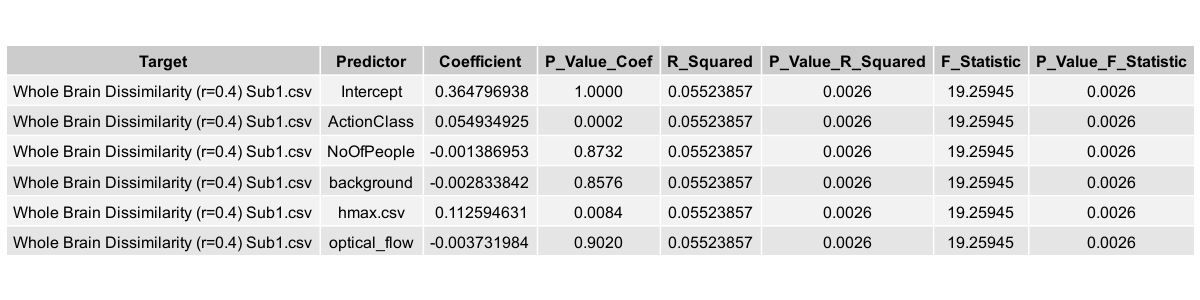 Target Predictor Coefficient P_Value_Coef R_Squared P_Value_R_Squared F_Statistic P_Value_F_Statistic
Whole Brain Dissimilarity (r=0.4) Sub1.csv Intercept 0.364796938 1.0000 0.05523857 0.0026 19.25945 0.0026
Whole Brain Dissimilarity (r=0.4) Sub1.csv ActionClass 0.054934925 0.0002 0.05523857 0.0026 19.25945 0.0026
Whole Brain Dissimilarity (r=0.4) Sub1.csv NoOfPeople -0.001386953 0.8732 0.05523857 0.0026 19.25945 0.0026
Whole Brain Dissimilarity (r=0.4) Sub1.csv background -0.002833842 0.8576 0.05523857 0.0026 19.25945 0.0026
Whole Brain Dissimilarity (r=0.4) Sub1.csv hmax.csv 0.112594631 0.0084 0.05523857 0.0026 19.25945 0.0026
Whole Brain Dissimilarity (r=0.4) Sub1.csv optical_flow -0.003731984 0.9020 0.05523857 0.0026 19.25945 0.0026